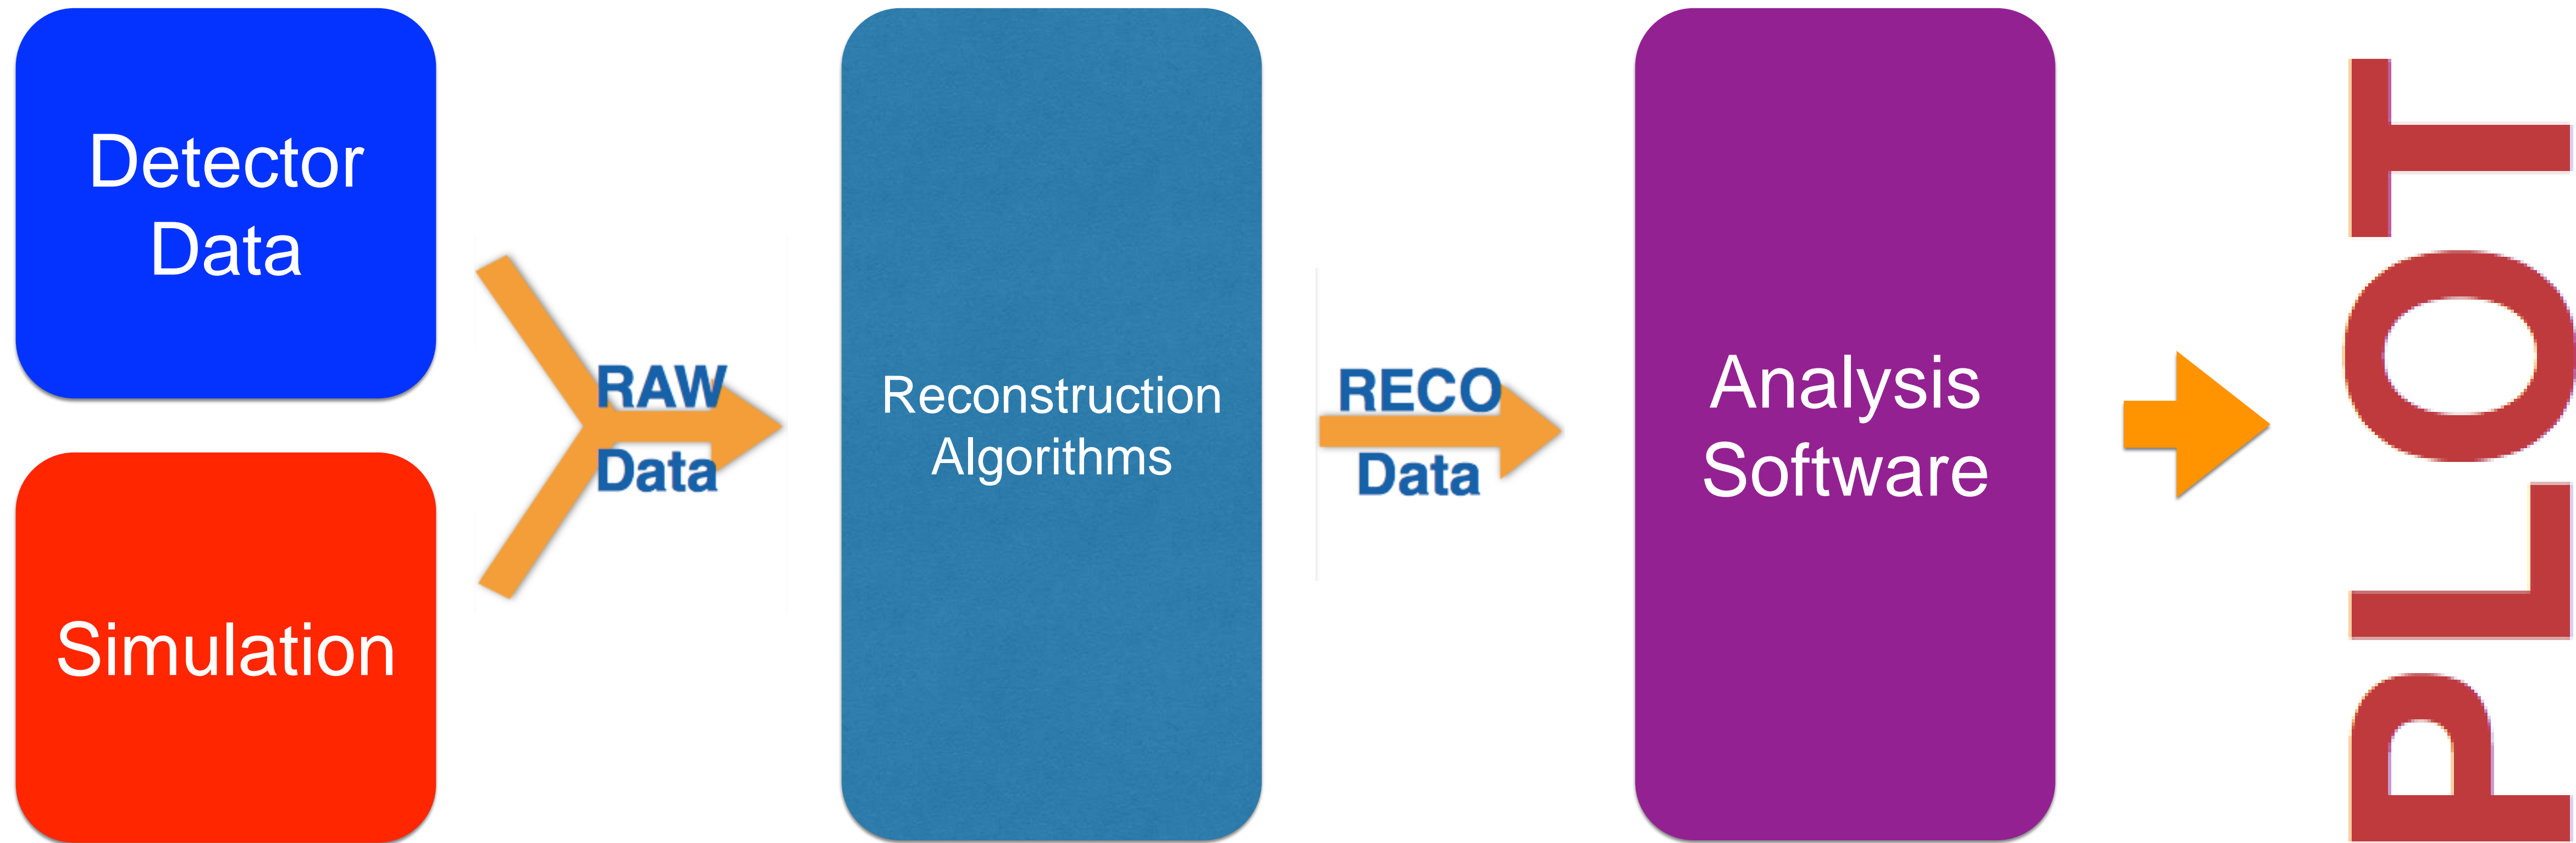 Detector
Data
Simulation
RAW
Data
Reconstruction
Algorithms
RECO
Data
Analysis
Software
PLOT